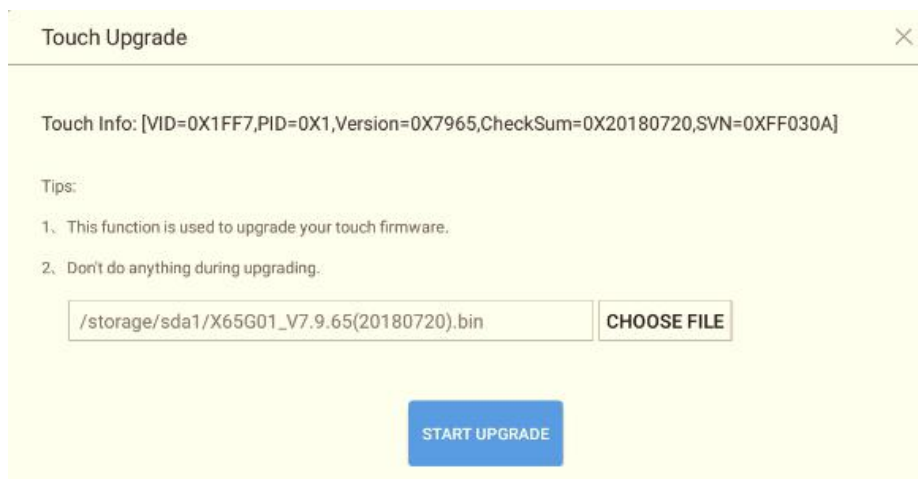 Touch Upgrade
Touch Info: [VID=0X1FF7,PID=0X1,Version=0X7965,CheckSum=0X20180720,SVN=0XFF030A]
Tips:
1、This function is used to upgrade your touch firmware.
2、Don't do anything during upgrading.
/storage/sda1/X65G01_V7.9.65(20180720).bin CHOOSE FILE
START UPGRADE